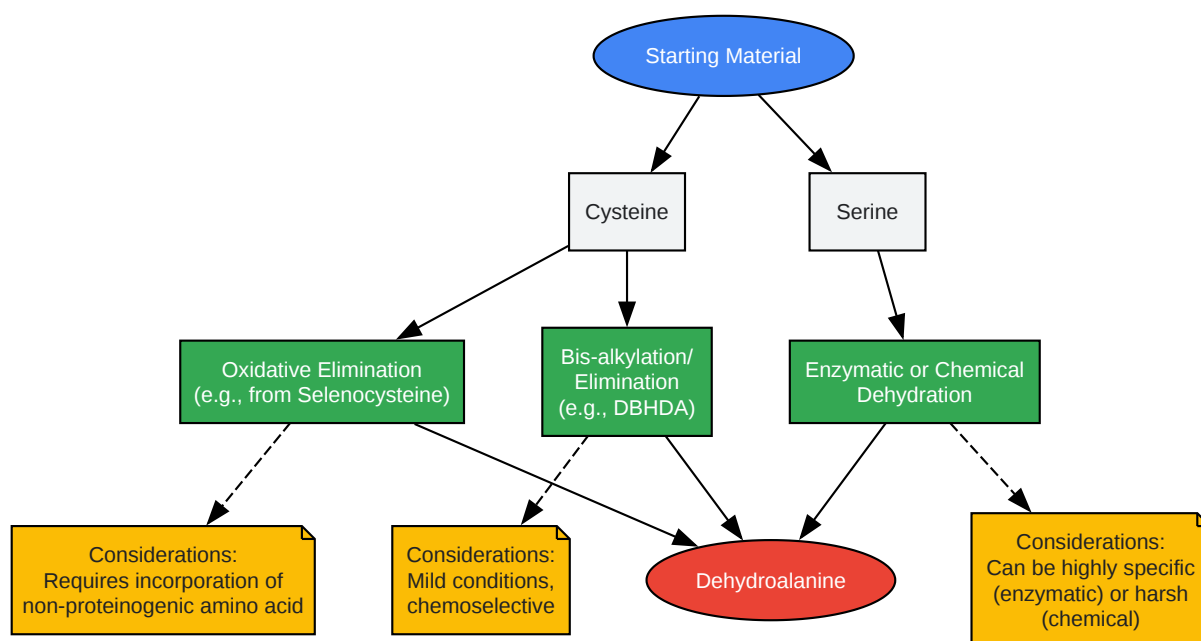 Starting Material
Cysteine
Serine
Oxidative Elimination
(e.g., from Selenocysteine)
Bis-alkylation/
Elimination
(e.g., DBHDA)
Enzymatic or Chemical
Dehydration
Considerations:
Requires incorporation of
non-proteinogenic amino acid
Considerations:
Mild conditions,
chemoselective
Dehydroalanine
Considerations:
Can be highly specific
(enzymatic) or harsh
(chemical)